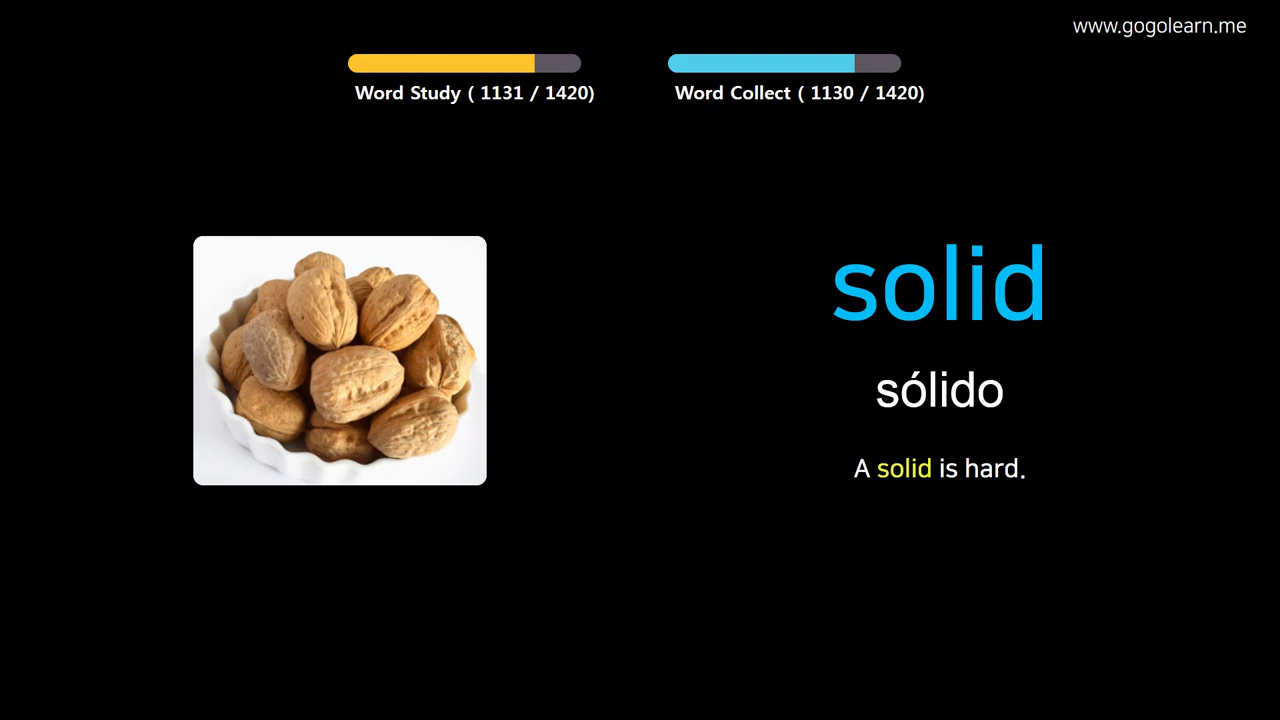 www.gogolearn.me
Word Study ( 1131 / 1420)
Word Collect ( 1130 / 1420)
solid
sólido
A solid is hard.